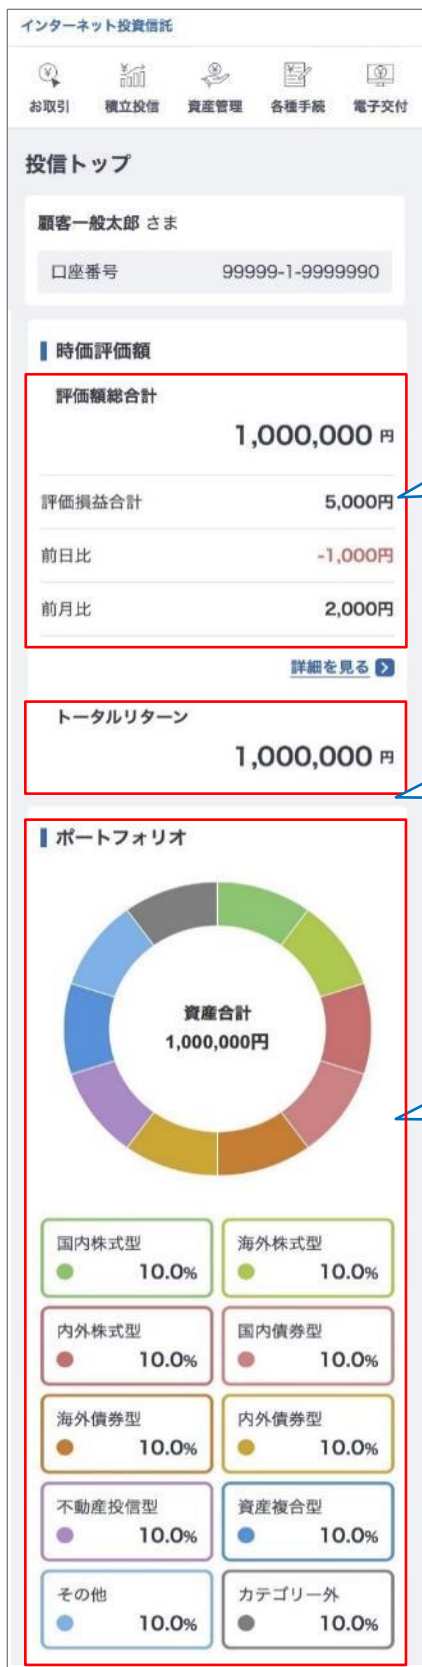 インターネット投資信託
お取引 積立投信 資産管理 各種手続 電子交付
投信トップ
顧客一般太郎 さま
口座番号 99999-1-9999990
時価評価額
評価額総合計
1,000,000 円
評価損益合計 5,000円
前日比 -1,000円
前月比 2,000円
詳細を見る
トータルリターン
1,000,000 円
ポートフォリオ
資産合計
1,000,000円
国内株式型 海外株式型
10.0% 10.0%
内外株式型 国内債券型
10.0% 10.0%
海外債券型 内外債券型
10.0% 10.0%
不動産投信型 資産複合型
10.0% 10.0%
その他 カテゴリー外
10.0% 10.0%